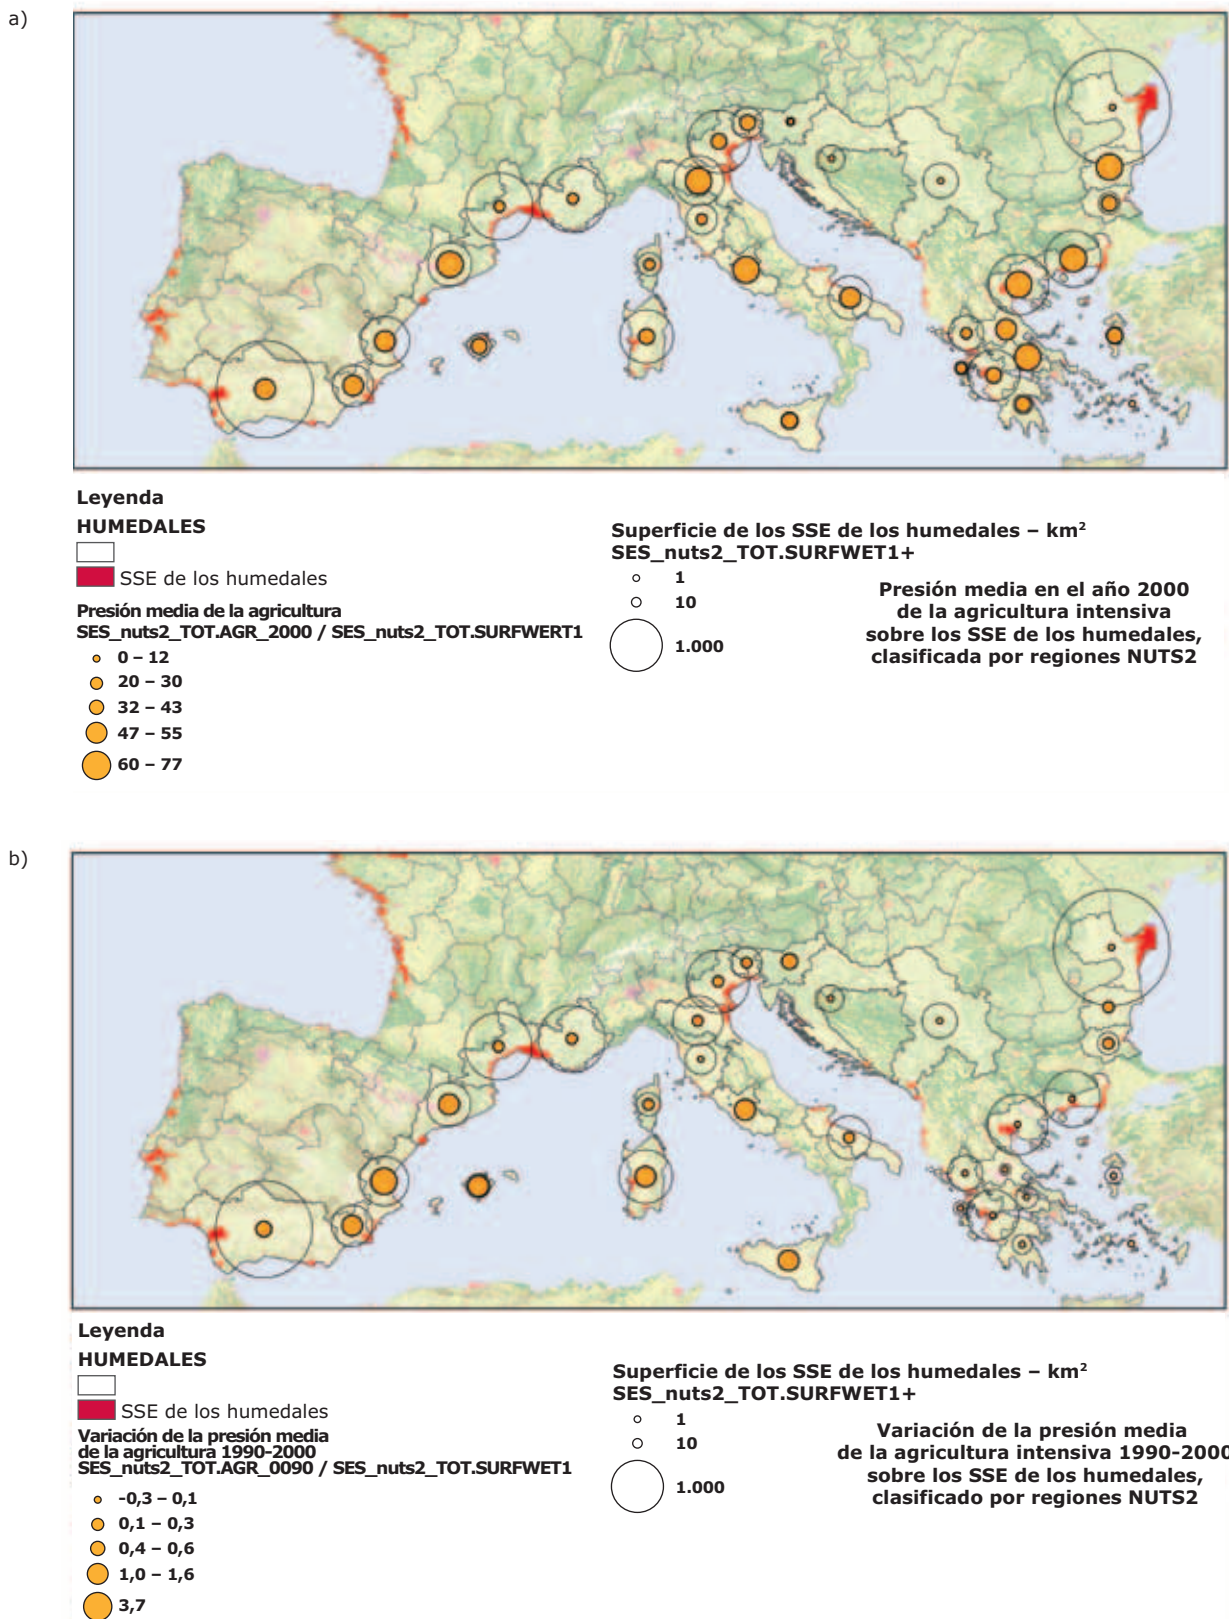 a)
Leyenda
HUMEDALES
SSE de los humedales
Presión media de la agricultura
SES_nuts2_TOT.AGR_2000 / SES_nuts2_TOT.SURFWERT1
0 – 12
20 – 30
32 – 43
47 – 55
60 – 77
Superficie de los SSE de los humedales – km²
SES_nuts2_TOT.SURFWET1+
1
10
1.000
Presión media en el año 2000
de la agricultura intensiva
sobre los SSE de los humedales,
clasificada por regiones NUTS2
b)
Leyenda
HUMEDALES
SSE de los humedales
Variación de la presión media
de la agricultura 1990-2000
SES_nuts2_TOT.AGR_0090 / SES_nuts2_TOT.SURFWET1
-0,3 – 0,1
0,1 – 0,3
0,4 – 0,6
1,0 – 1,6
3,7
Superficie de los SSE de los humedales – km²
SES_nuts2_TOT.SURFWET1+
1
10
1.000
Variación de la presión media
de la agricultura intensiva 1990-2000
sobre los SSE de los humedales,
clasificado por regiones NUTS2